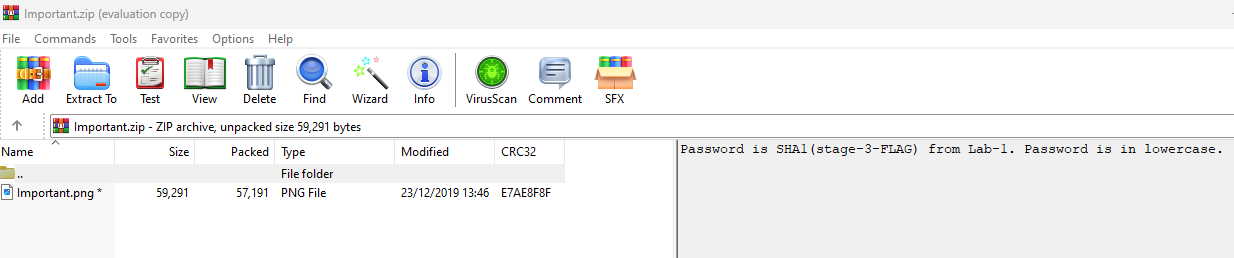 Important.zip (evaluation copy)
File Commands Tools Favorites Options Help
Add Extract To Test View Delete Find Wizard Info VirusScan Comment SFX
Important.zip - ZIP archive, unpacked size 59,291 bytes
Name Size Packed Type Modified CRC32
.. File folder
Important.png * 59,291 57,191 PNG File 23/12/2019 13:46 E7AE8F8F
Password is SHA1(stage-3-FLAG) from Lab-1. Password is in lowercase.